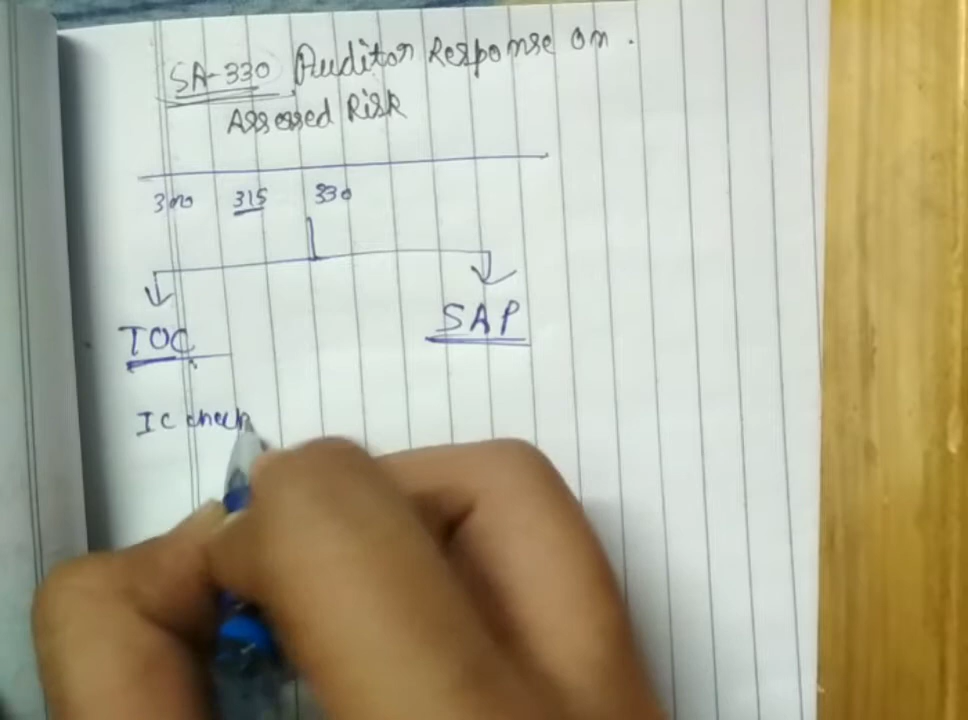 SA-330 Auditor Response on.
Assessed Risk
300 315 330
TOC SAP
IC check